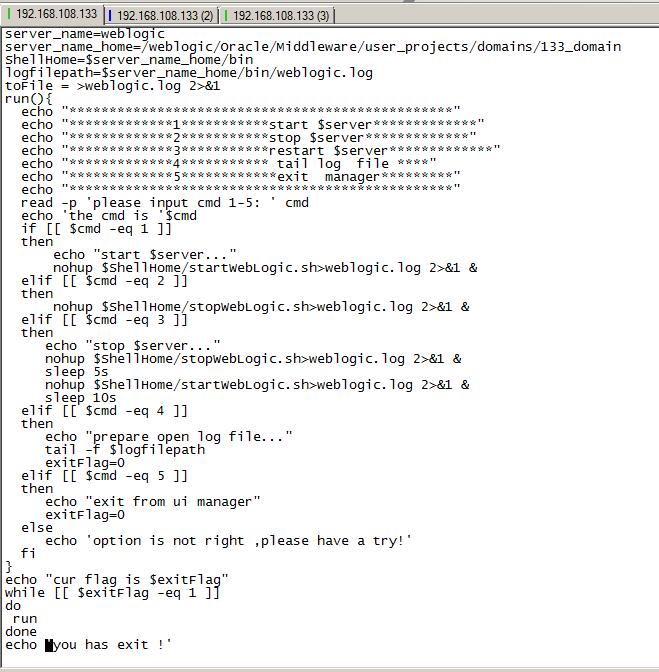 192.168.108.133 192.168.108.133 (2) 192.168.108.133 (3)
server_name=weblogic
server_name_home=/weblogic/Oracle/Middleware/user_projects/domains/133_domain
ShellHome=$server_name_home/bin
logfilepath=$server_name_home/bin/weblogic.log
toFile = >weblogic.log 2>&1
run(){
  echo "************************************************"
  echo "*************1***********start $server*************"
  echo "*************2***********stop $server*************"
  echo "*************3***********restart $server*************"
  echo "*************4*********** tail log  file ****"
  echo "*************5************exit  manager*********"
  echo "************************************************"
  read -p 'please input cmd 1-5: ' cmd
  echo 'the cmd is '$cmd
  if [[ $cmd -eq 1 ]]
  then
      echo "start $server..."
      nohup $ShellHome/startWebLogic.sh>weblogic.log 2>&1 &
  elif [[ $cmd -eq 2 ]]
  then
      nohup $ShellHome/stopWebLogic.sh>weblogic.log 2>&1 &
  elif [[ $cmd -eq 3 ]]
  then
     echo "stop $server..."
     nohup $ShellHome/stopWebLogic.sh>weblogic.log 2>&1 &
     sleep 5s
     nohup $ShellHome/startWebLogic.sh>weblogic.log 2>&1 &
     sleep 10s
  elif [[ $cmd -eq 4 ]]
  then
     echo "prepare open log file..."
     tail -f $logfilepath
     exitFlag=0
  elif [[ $cmd -eq 5 ]]
  then
     echo "exit from ui manager"
     exitFlag=0
  else
     echo 'option is not right ,please have a try!'
  fi
}
echo "cur flag is $exitFlag"
while [[ $exitFlag -eq 1 ]]
do
 run
done
echo 'you has exit !'